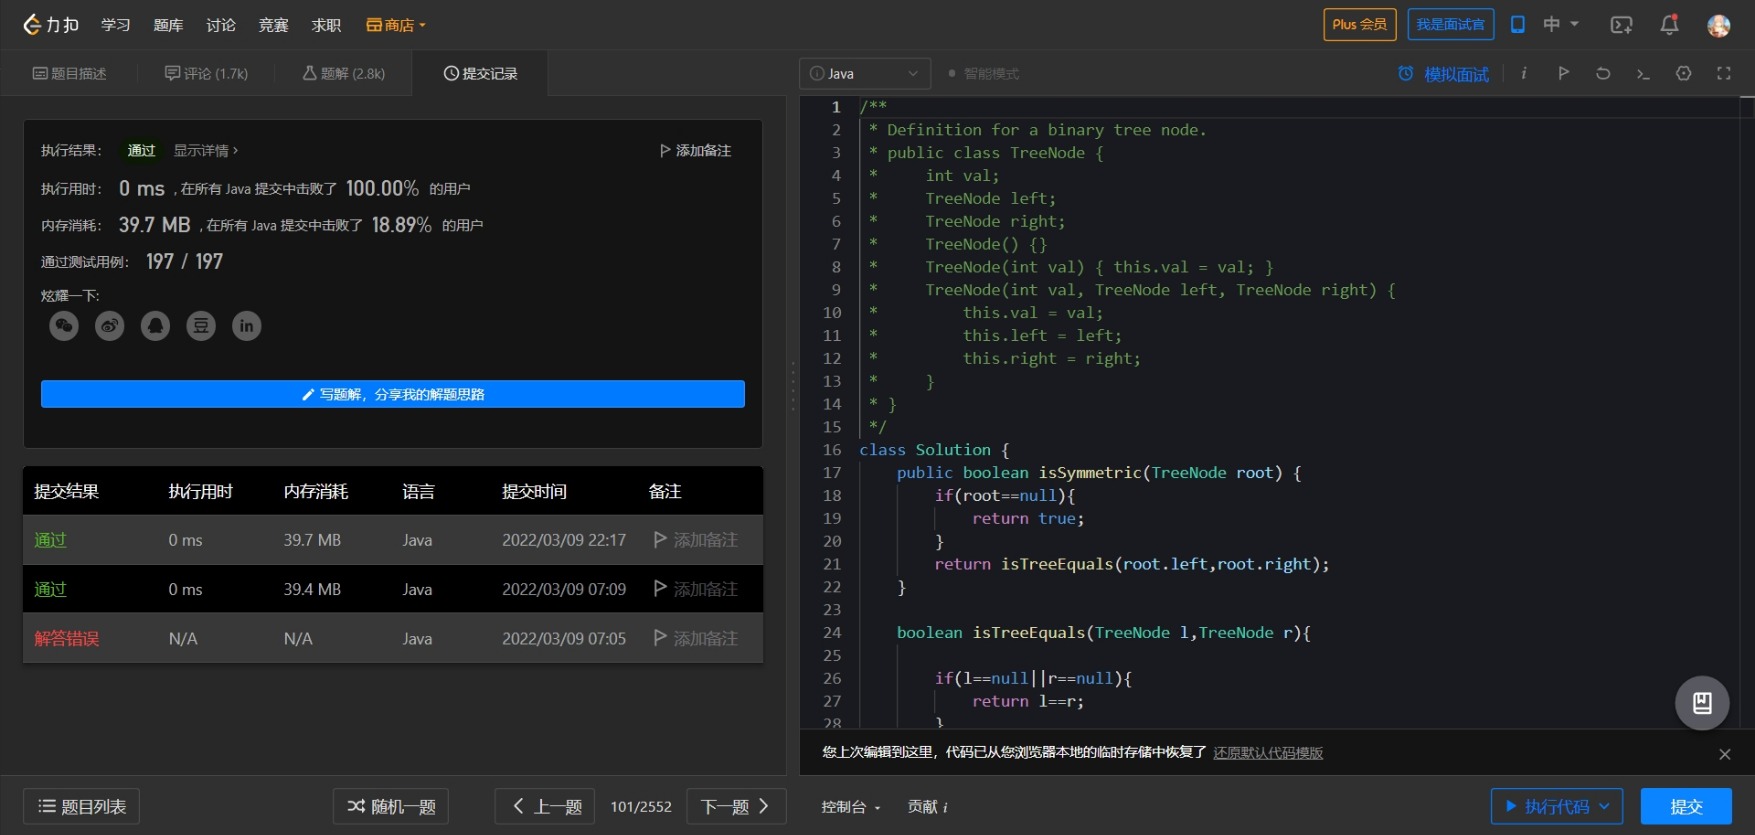 力扣 学习 题库 讨论 竞赛 求职 商店 Plus 会员 我是面试官 中
题目描述 评论 (1.7k) 题解 (2.8k) 提交记录
执行结果： 通过 显示详情 › 添加备注
执行用时： 0 ms , 在所有 Java 提交中击败了 100.00% 的用户
内存消耗： 39.7 MB , 在所有 Java 提交中击败了 18.89% 的用户
通过测试用例： 197 / 197
炫耀一下:
豆 in
写题解，分享我的解题思路
提交结果 执行用时 内存消耗 语言 提交时间 备注
通过 0 ms 39.7 MB Java 2022/03/09 22:17 添加备注
通过 0 ms 39.4 MB Java 2022/03/09 07:09 添加备注
解答错误 N/A N/A Java 2022/03/09 07:05 添加备注
题目列表 随机一题 上一题 101/2552 下一题
Java 智能模式 模拟面试 i
1 /**
2 * Definition for a binary tree node.
3 * public class TreeNode {
4 * int val;
5 * TreeNode left;
6 * TreeNode right;
7 * TreeNode() {}
8 * TreeNode(int val) { this.val = val; }
9 * TreeNode(int val, TreeNode left, TreeNode right) {
10 * this.val = val;
11 * this.left = left;
12 * this.right = right;
13 * }
14 * }
15 */
16 class Solution {
17 public boolean isSymmetric(TreeNode root) {
18 if(root==null){
19 return true;
20 }
21 return isTreeEquals(root.left,root.right);
22 }
23
24 boolean isTreeEquals(TreeNode l,TreeNode r){
25
26 if(l==null||r==null){
27 return l==r;
28 }
您上次编辑到这里，代码已从您浏览器本地的临时存储中恢复了 还原默认代码模版
控制台 贡献 i 执行代码 提交